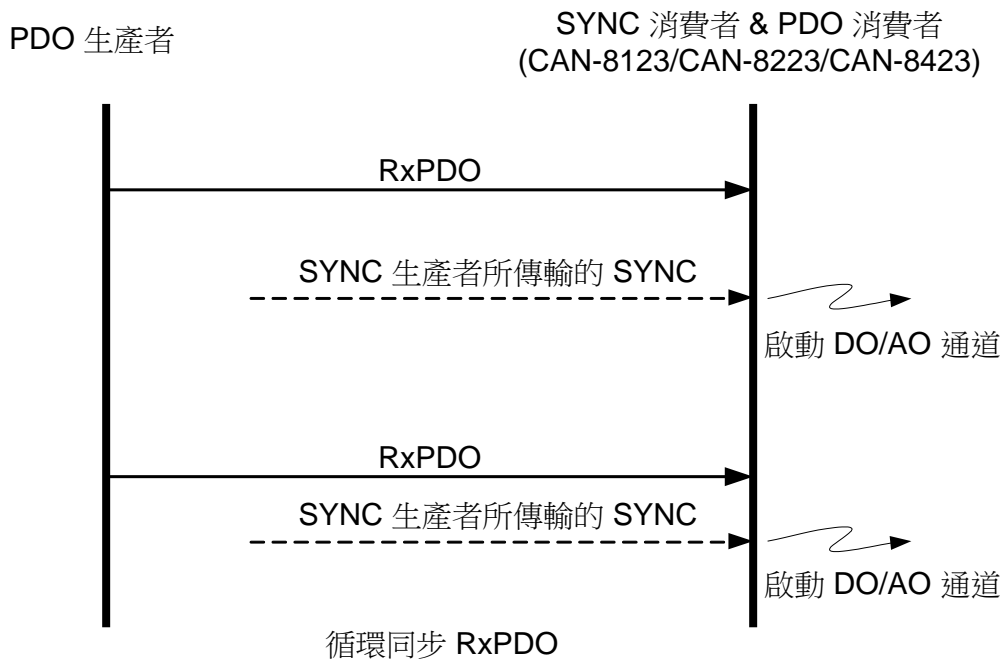 PDO 生產者
SYNC 消費者 & PDO 消費者
(CAN-8123/CAN-8223/CAN-8423)
RxPDO
SYNC 生產者所傳輸的 SYNC
啟動 DO/AO 通道
RxPDO
SYNC 生產者所傳輸的 SYNC
啟動 DO/AO 通道
循環同步 RxPDO